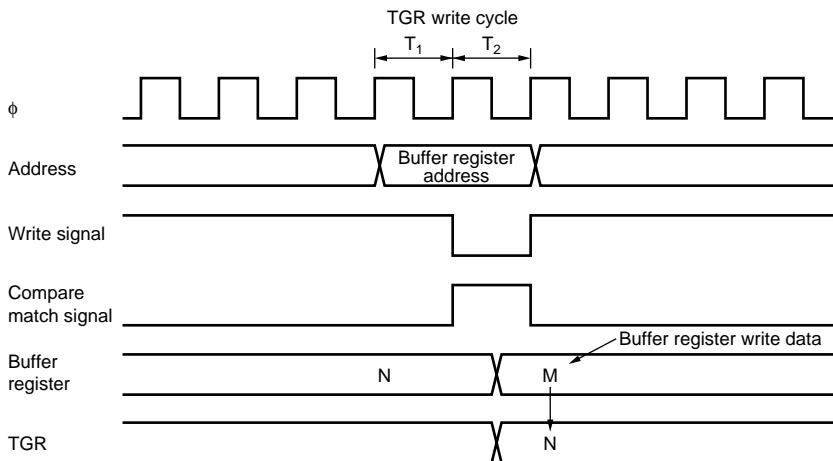 TGR write cycle
T1 T2
ϕ
Address
Buffer register
address
Write signal
Compare
match signal
Buffer register write data
Buffer
register
N M
TGR
N